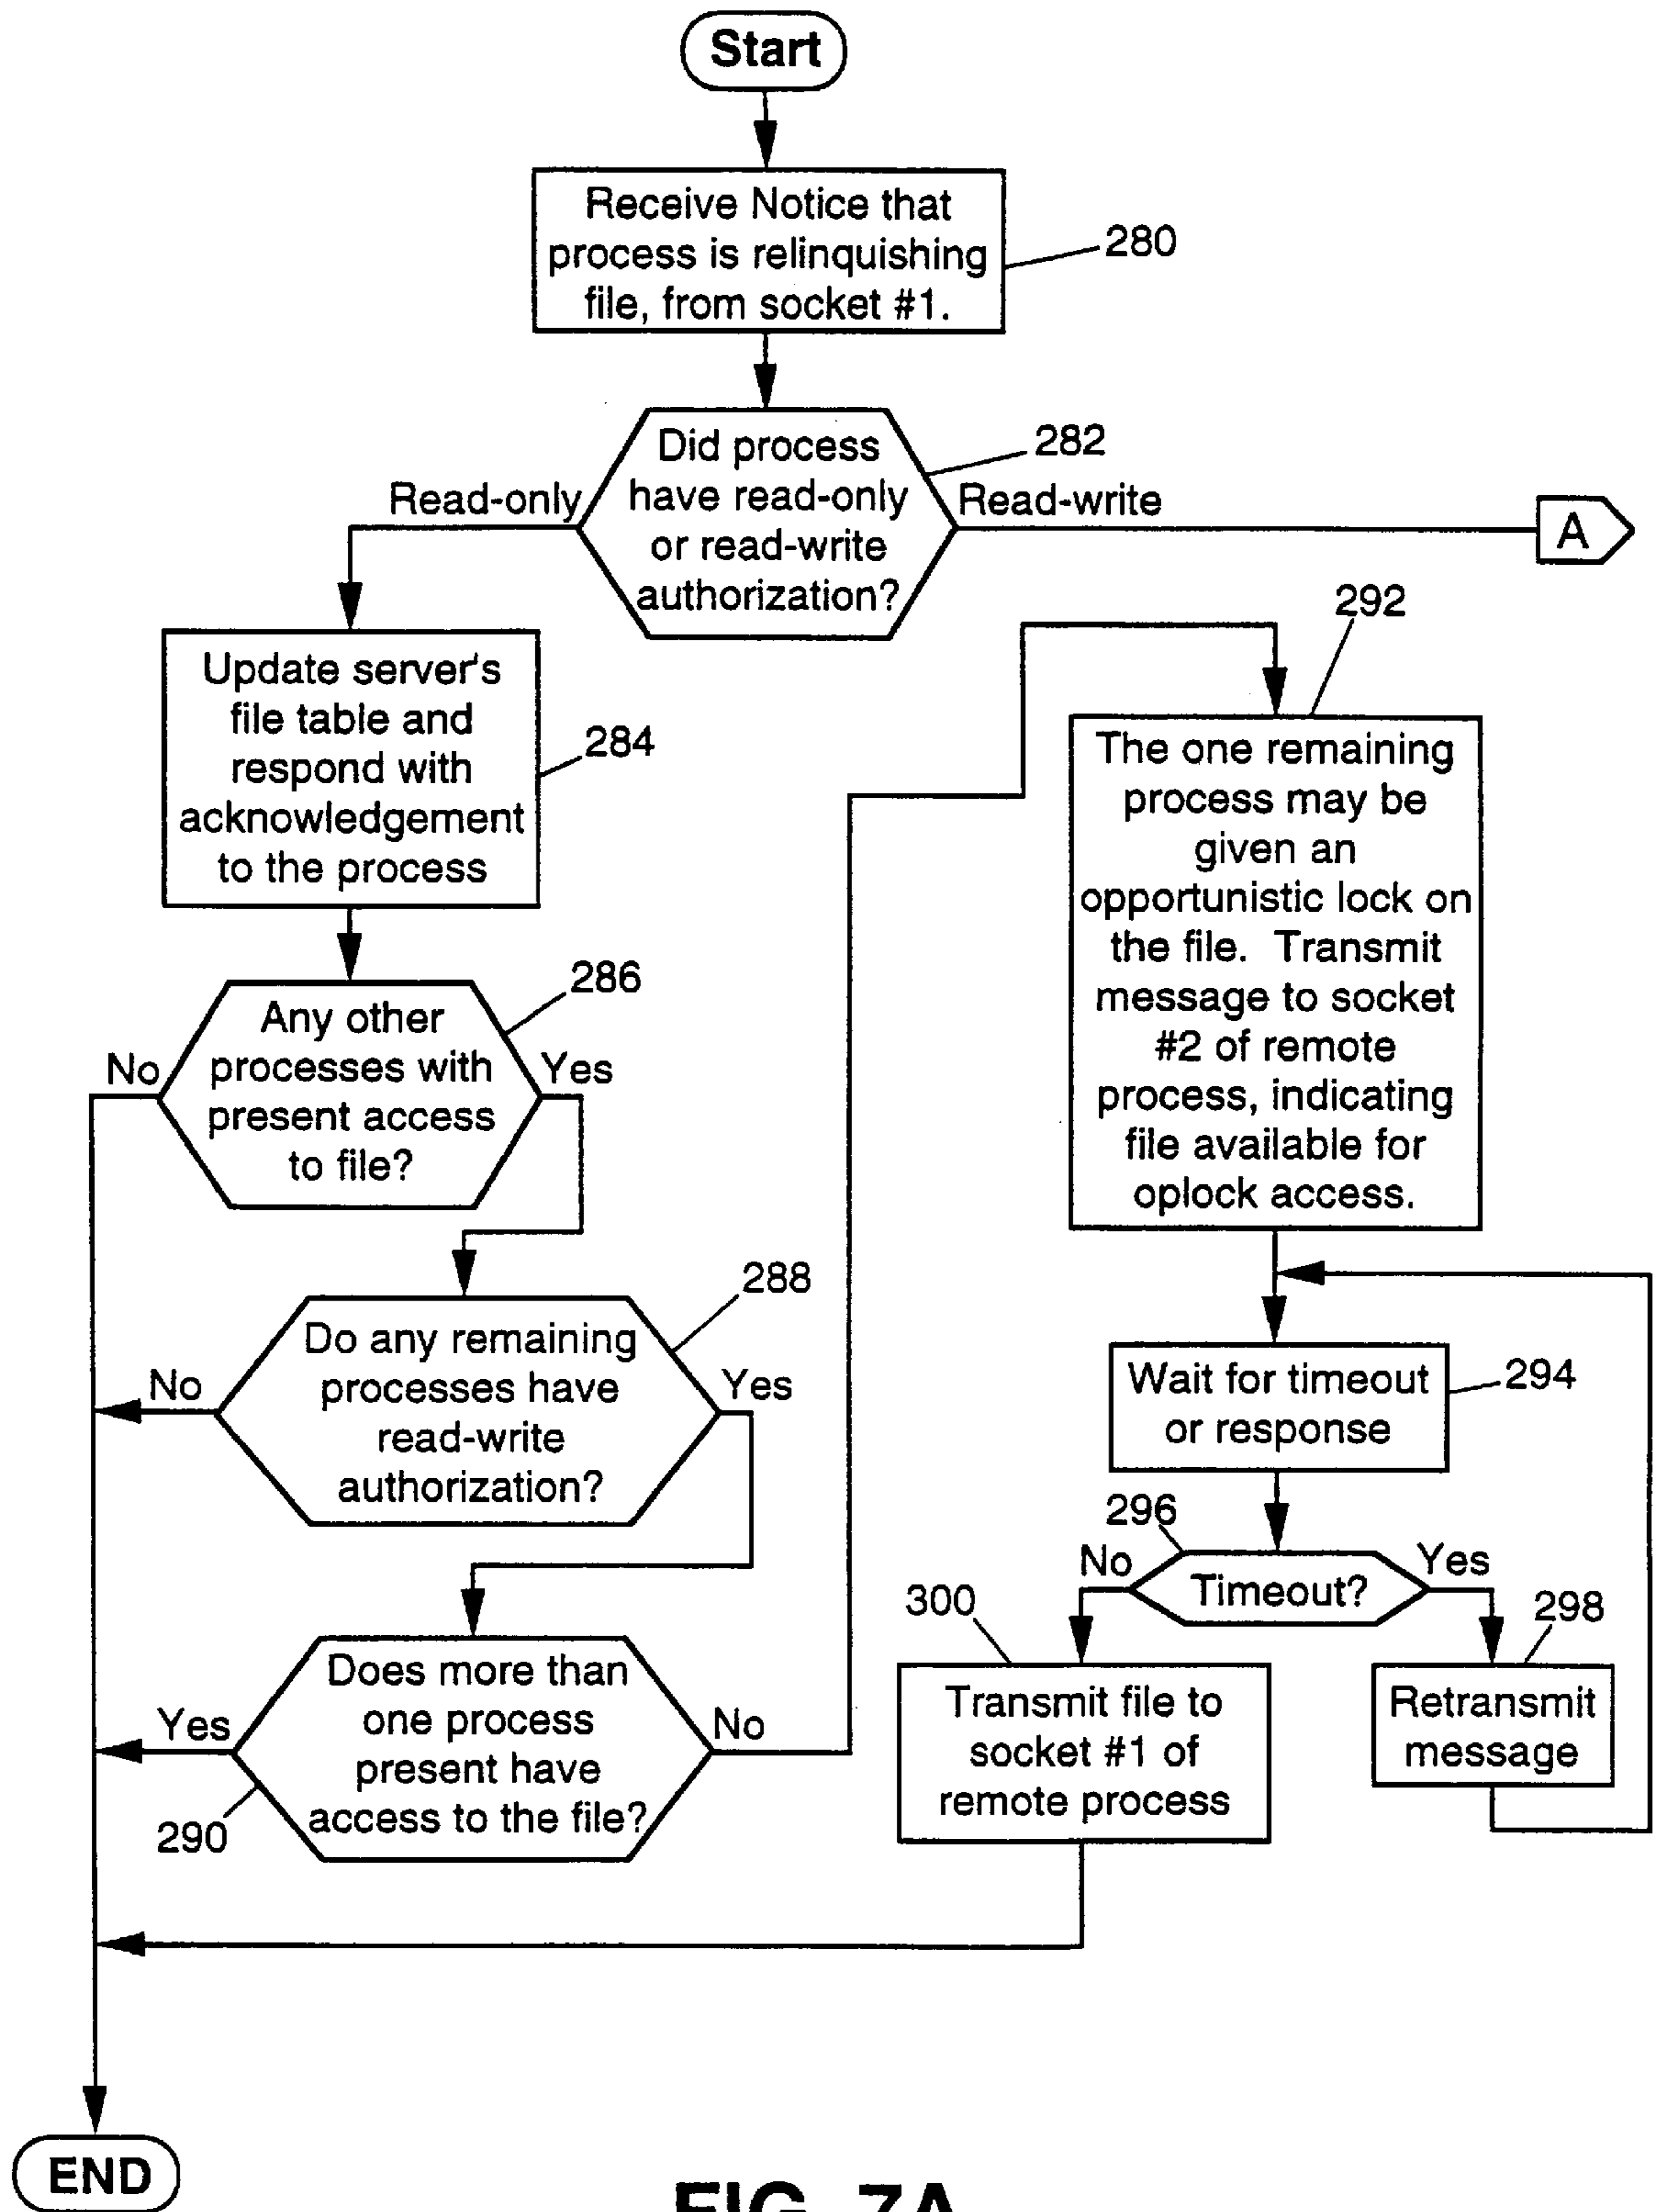 Start
Receive Notice that
process is relinquishing
file, from socket #1.
280
Did process
have read-only
or read-write
authorization?
282
Read-only
Read-write
A
Update server's
file table and
respond with
acknowledgement
to the process
284
Any other
processes with
present access
to file?
286
No
Yes
Do any remaining
processes have
read-write
authorization?
288
No
Yes
Does more than
one process
present have
access to the file?
290
Yes
No
292
The one remaining
process may be
given an
opportunistic lock on
the file.  Transmit
message to socket
#2 of remote
process, indicating
file available for
oplock access.
Wait for timeout
or response
294
296
Timeout?
No
Yes
300
Transmit file to
socket #1 of
remote process
298
Retransmit
message
END
FIG. 7A